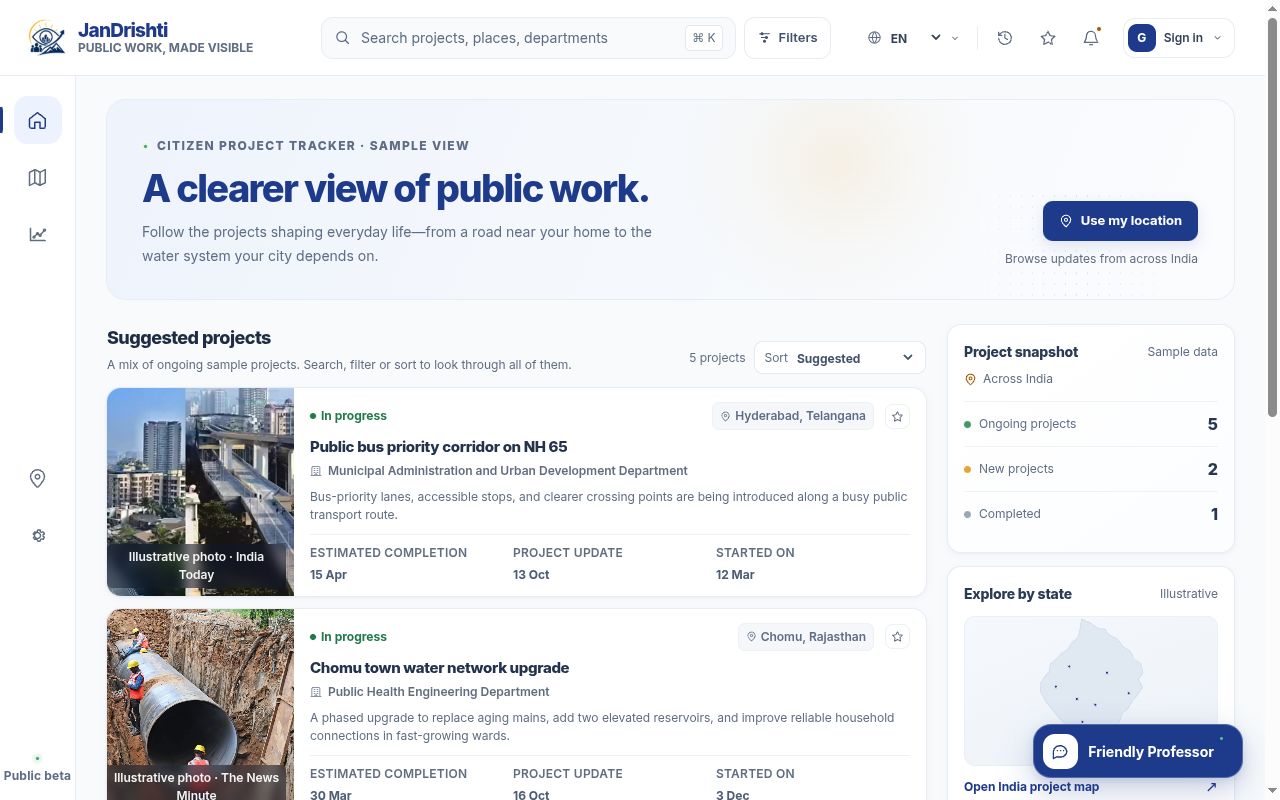 JanDrishti
PUBLIC WORK, MADE VISIBLE
Search projects, places, departments
⌘ K
Filters
EN
G
Sign in
• CITIZEN PROJECT TRACKER · SAMPLE VIEW
A clearer view of public work.
Follow the projects shaping everyday life—from a road near your home to the
water system your city depends on.
Use my location
Browse updates from across India
Suggested projects
A mix of ongoing sample projects. Search, filter or sort to look through all of them.
5 projects
Sort Suggested
In progress
Hyderabad, Telangana
Public bus priority corridor on NH 65
Municipal Administration and Urban Development Department
Bus-priority lanes, accessible stops, and clearer crossing points are being introduced along a busy public
transport route.
Illustrative photo · India
Today
ESTIMATED COMPLETION
PROJECT UPDATE
STARTED ON
15 Apr
13 Oct
12 Mar
In progress
Chomu, Rajasthan
Chomu town water network upgrade
Public Health Engineering Department
A phased upgrade to replace aging mains, add two elevated reservoirs, and improve reliable household
connections in fast-growing wards.
Illustrative photo · The News
Minute
ESTIMATED COMPLETION
PROJECT UPDATE
STARTED ON
30 Mar
16 Oct
3 Dec
Project snapshot
Sample data
Across India
Ongoing projects 5
New projects 2
Completed 1
Explore by state
Illustrative
Friendly Professor
Open India project map ↗
Public beta